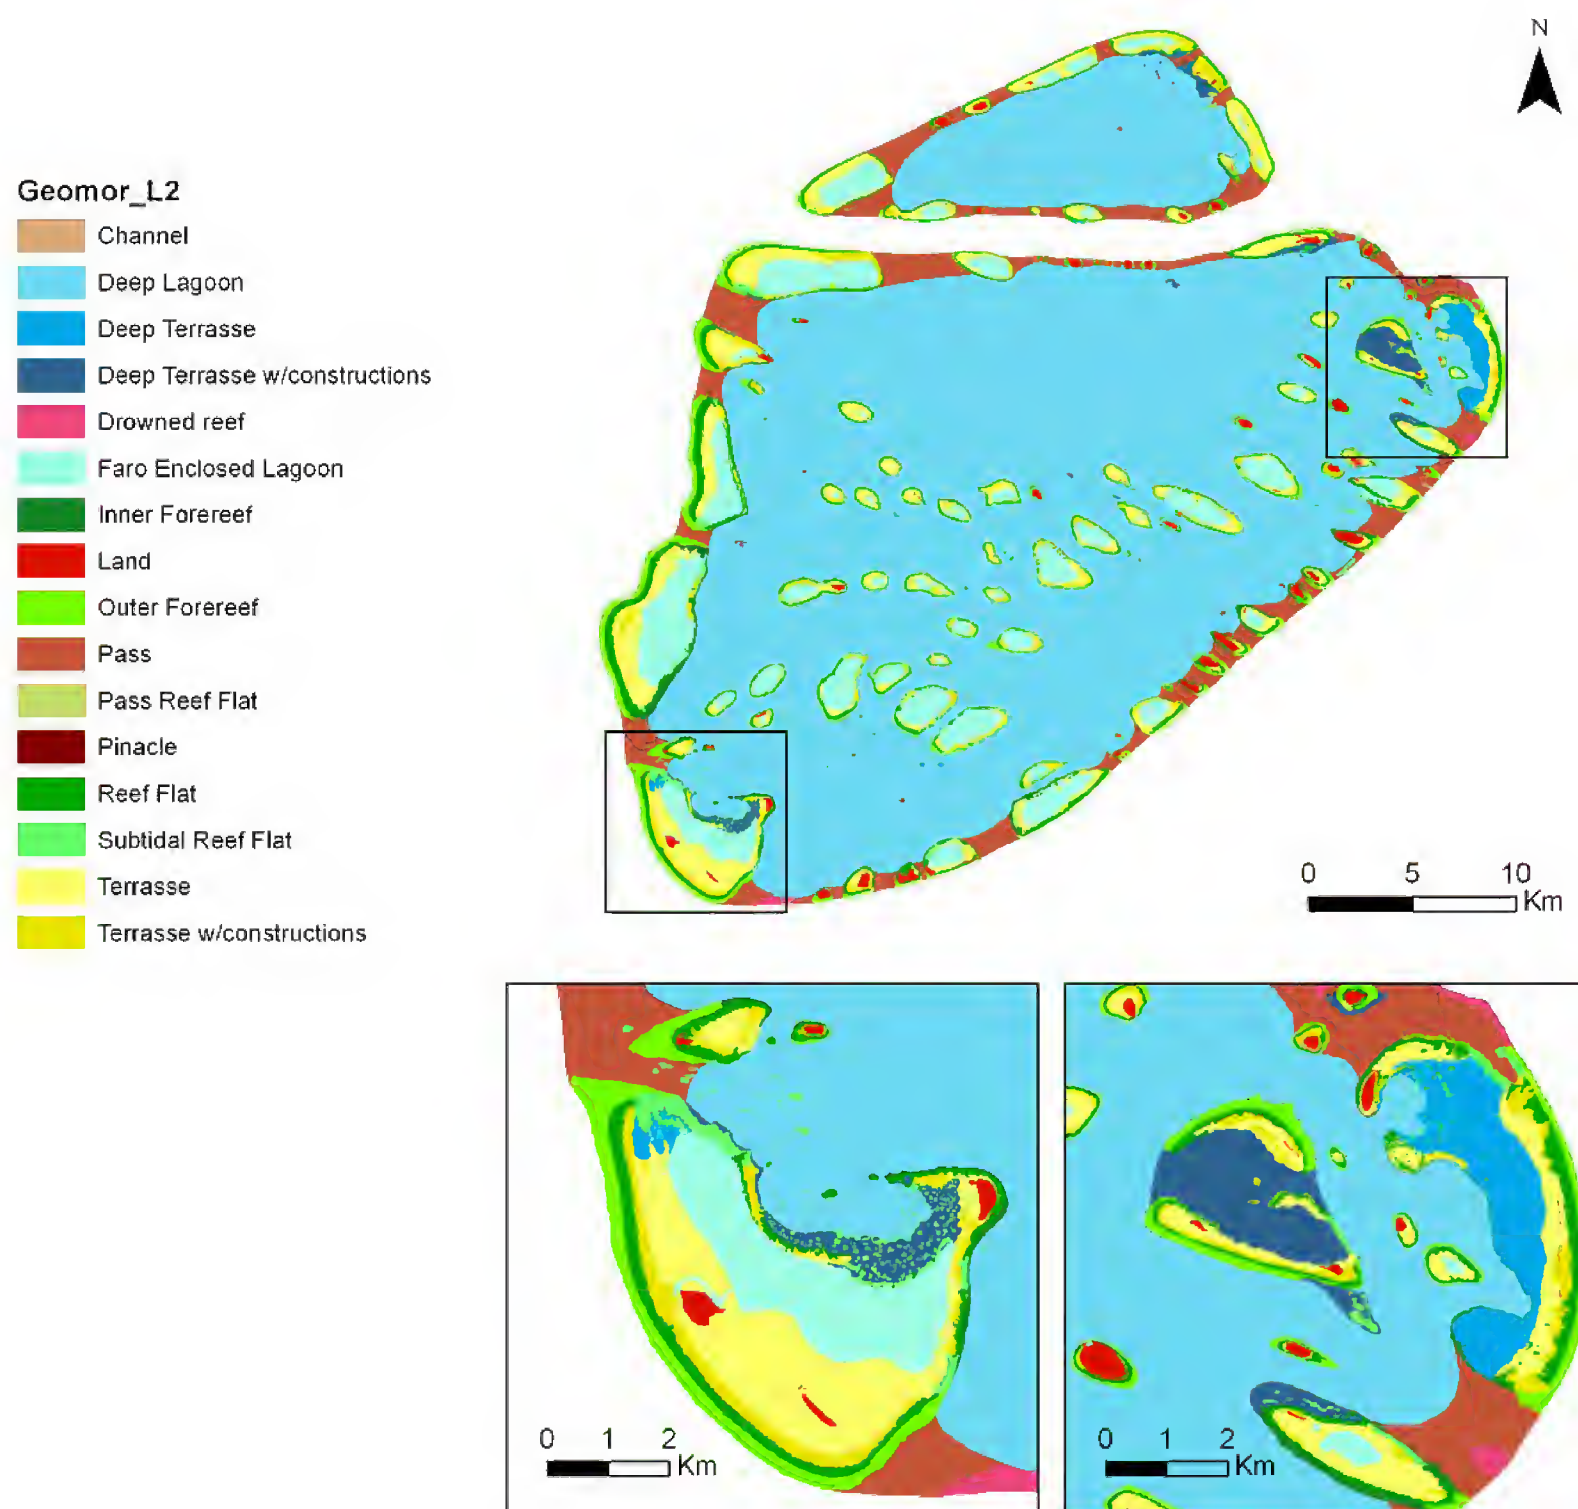 N
Geomor_L2
Channel
Deep Lagoon
Deep Terrasse
Deep Terrasse w/constructions
Drowned reef
Faro Enclosed Lagoon
Inner Forereef
Land
Outer Forereef
Pass
Pass Reef Flat
Pinacle
Reef Flat
Subtidal Reef Flat
Terrasse
Terrasse w/constructions
0 5 10
Km
0 1 2
Km
0 1 2
Km